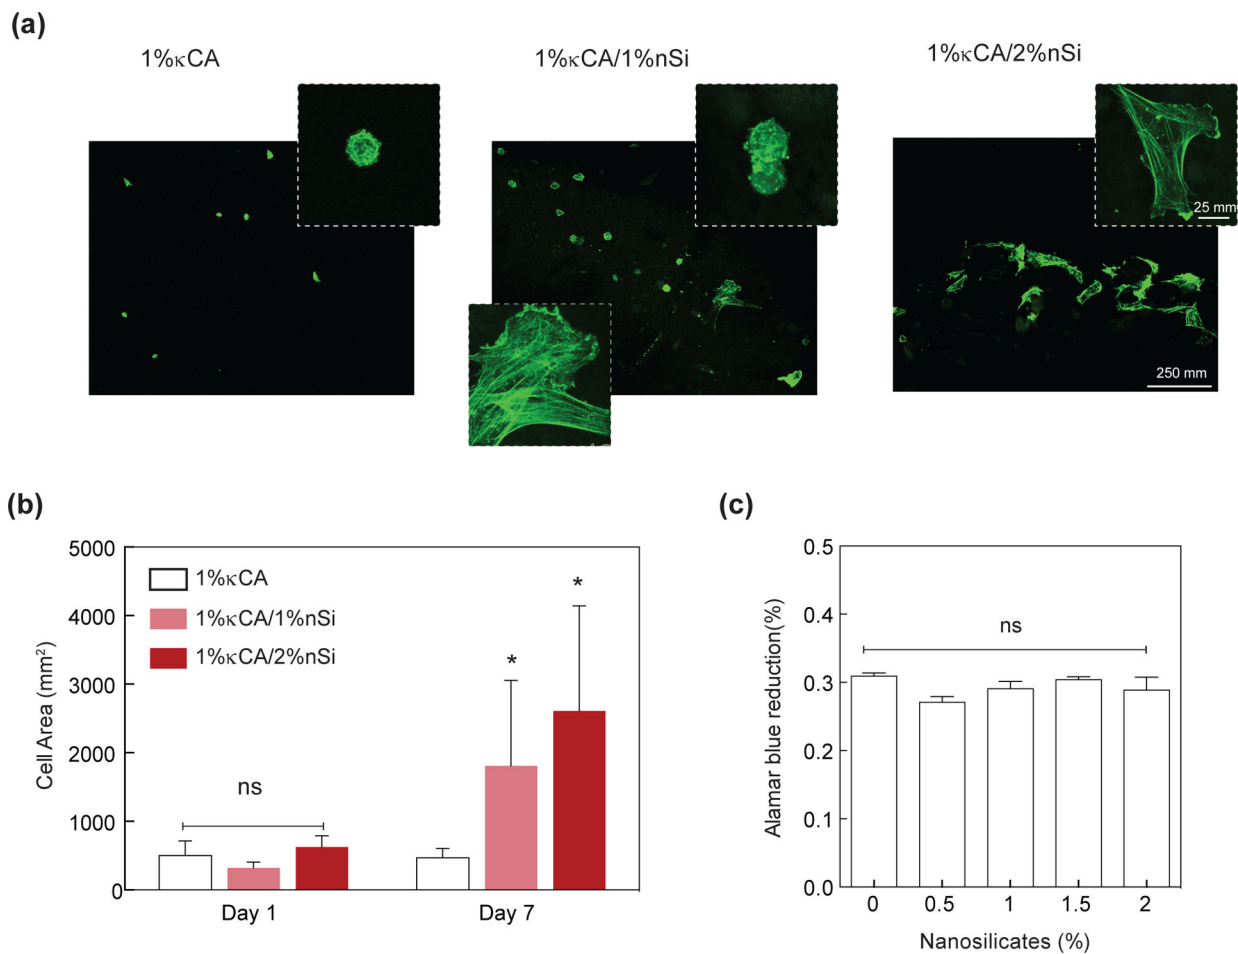 (a)
1%κCA
1%κCA/1%nSi
1%κCA/2%nSi
25 mm
250 mm
(b)
5000
4000
3000
2000
1000
0
Cell Area (mm²)
1%κCA
1%κCA/1%nSi
1%κCA/2%nSi
ns
*
*
Day 1
Day 7
(c)
0.5
0.4
0.3
0.2
0.1
0.0
Alamar blue reduction(%)
ns
0 0.5 1 1.5 2
Nanosilicates (%)